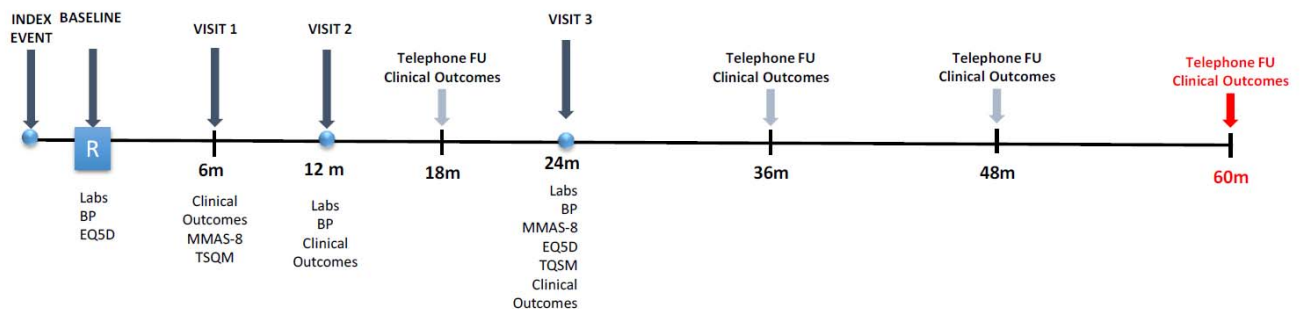 INDEX
EVENT
BASELINE
VISIT 1
VISIT 2
Telephone FU
Clinical Outcomes
VISIT 3
Telephone FU
Clinical Outcomes
Telephone FU
Clinical Outcomes
Telephone FU
Clinical Outcomes
R
6m
12 m
18m
24m
36m
48m
60m
Labs
BP
EQ5D
Clinical
Outcomes
MMAS-8
TSQM
Labs
BP
Clinical
Outcomes
Labs
BP
MMAS-8
EQ5D
TQSM
Clinical
Outcomes